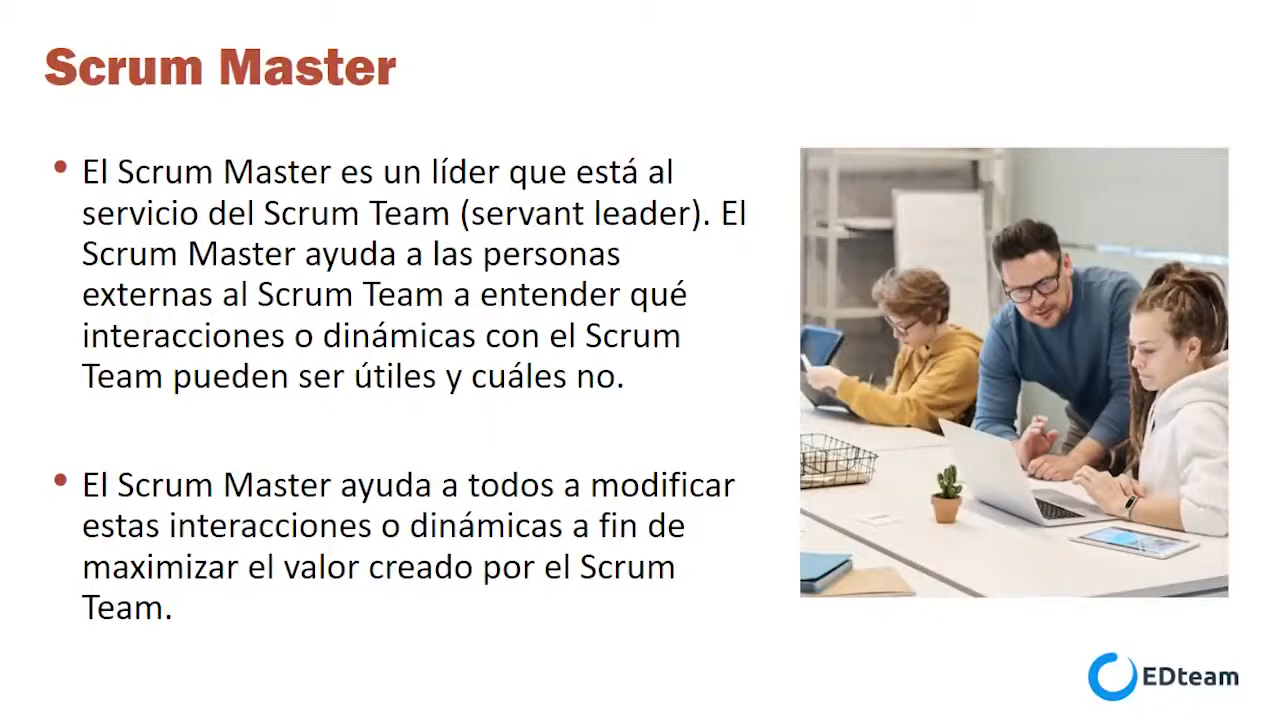 Scrum Master
• El Scrum Master es un líder que está al
servicio del Scrum Team (servant leader). El
Scrum Master ayuda a las personas
externas al Scrum Team a entender qué
interacciones o dinámicas con el Scrum
Team pueden ser útiles y cuáles no.
• El Scrum Master ayuda a todos a modificar
estas interacciones o dinámicas a fin de
maximizar el valor creado por el Scrum
Team.
EDteam